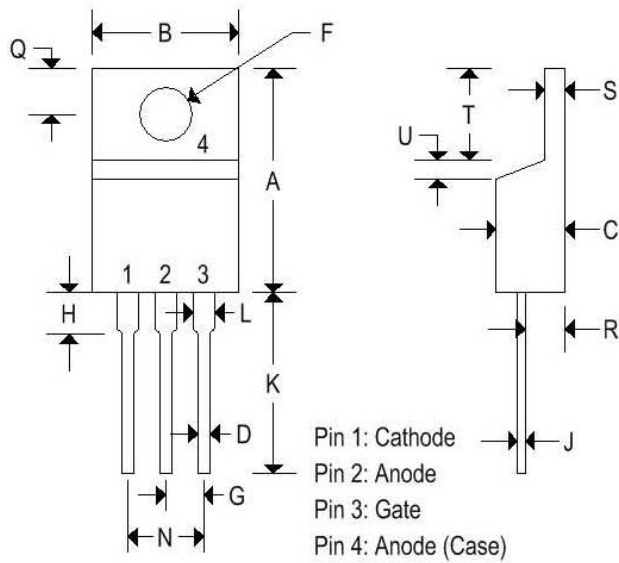 B
F
Q
4
A
1 2 3
H
L
K
D
G
N
S
T
U
C
R
J
Pin 1: Cathode
Pin 2: Anode
Pin 3: Gate
Pin 4: Anode (Case)